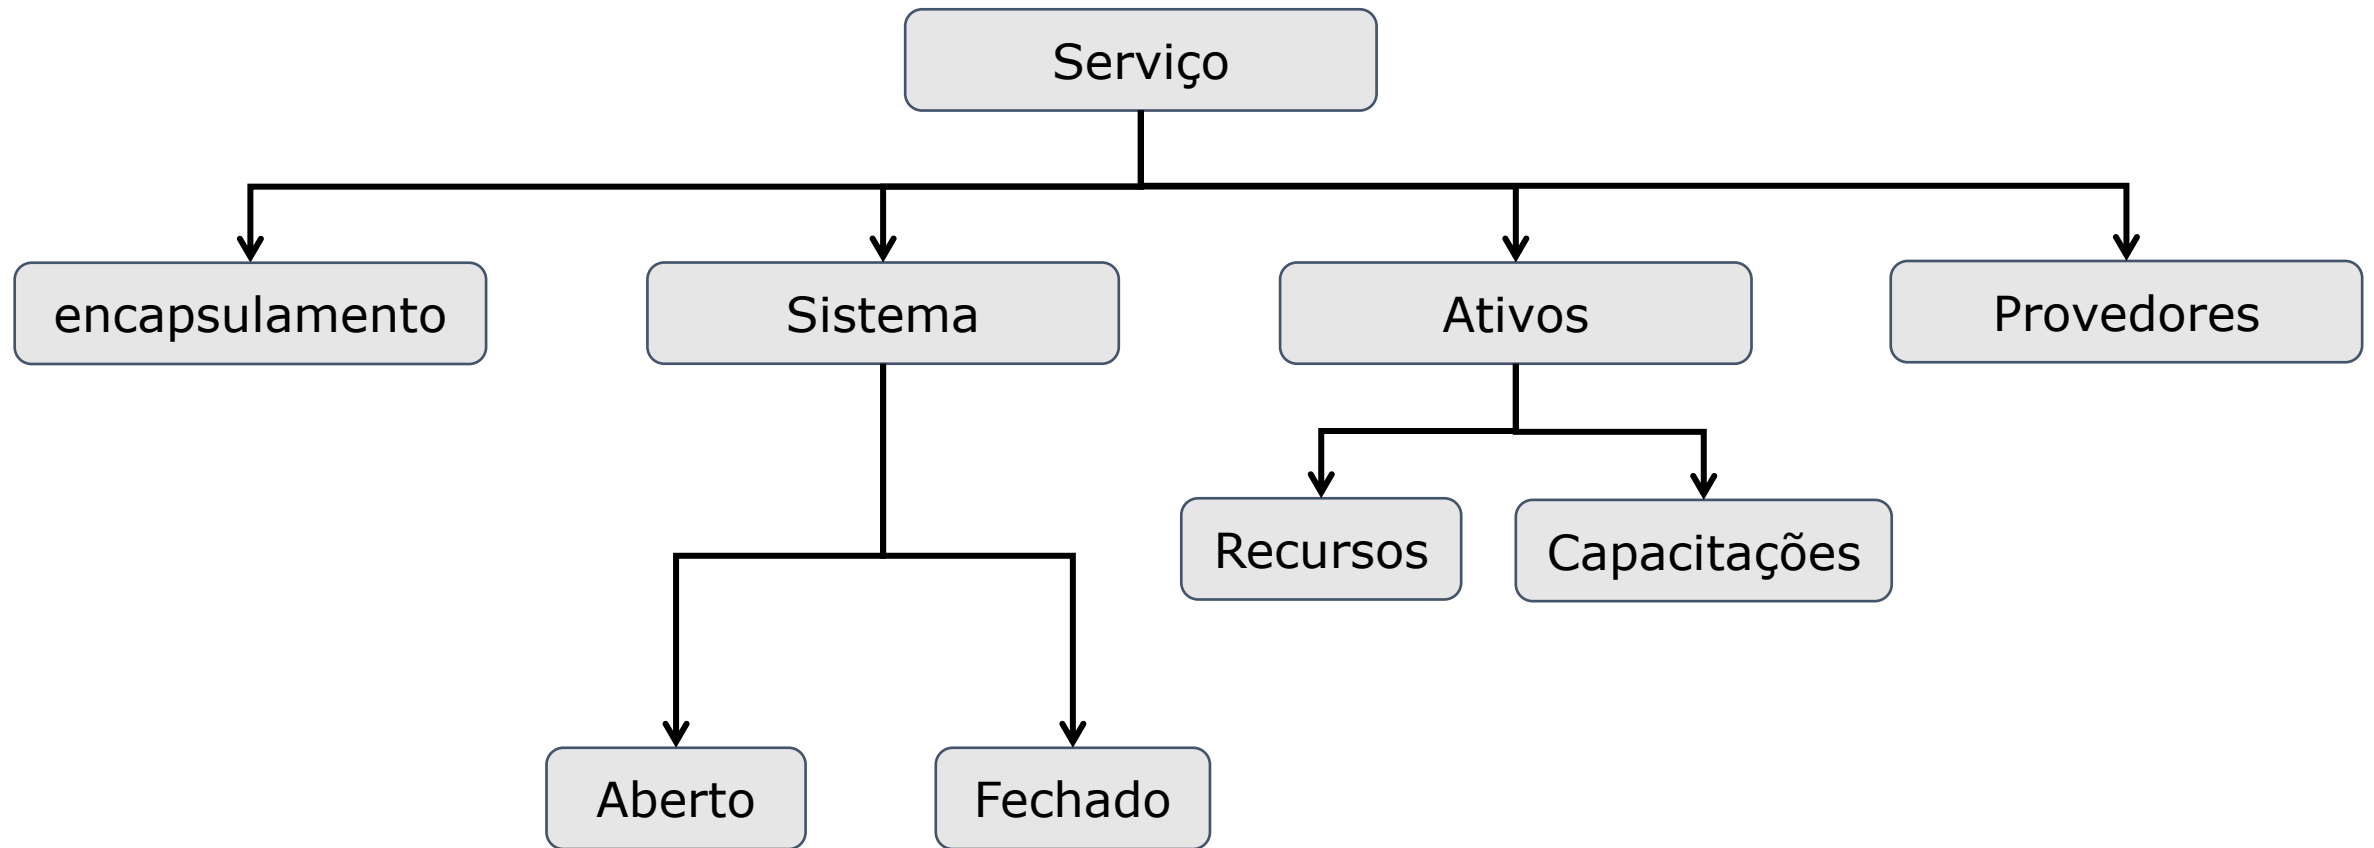 Serviço
encapsulamento
Sistema
Ativos
Provedores
Recursos
Capacitações
Aberto
Fechado